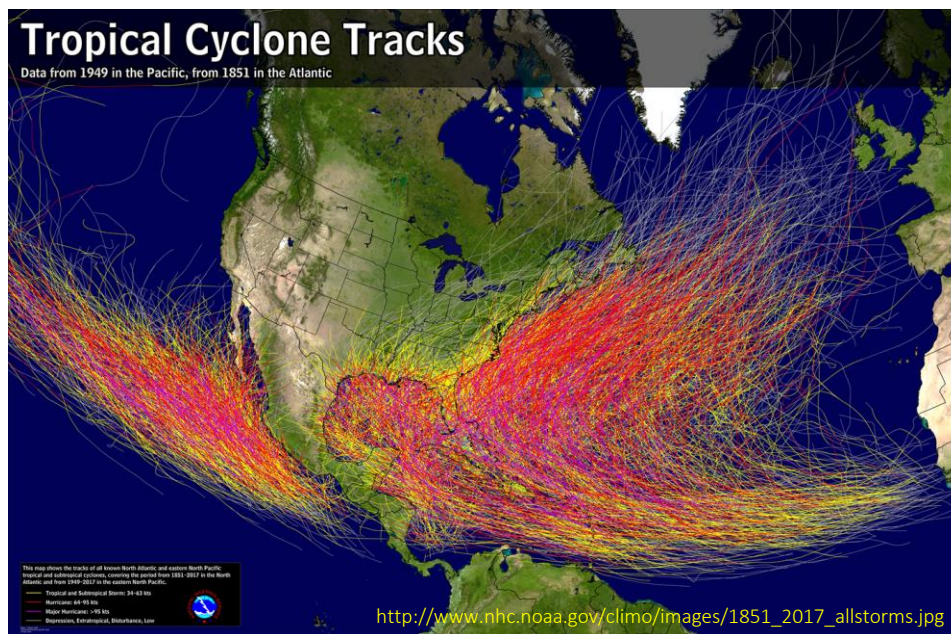 Tropical Cyclone Tracks
Data from 1949 in the Pacific, from 1851 in the Atlantic
This map shows the tracks of all known North Atlantic and eastern North Pacific
tropical and subtropical cyclones, covering the period from 1851-2017 in the North
Atlantic and from 1949-2017 in the eastern North Pacific.
Tropical and Subtropical Storm: 34-63 kts
Hurricane: 64-95 kts
Major Hurricane: >95 kts
Depression, Extratropical, Disturbance, Low
http://www.nhc.noaa.gov/climo/images/1851_2017_allstorms.jpg